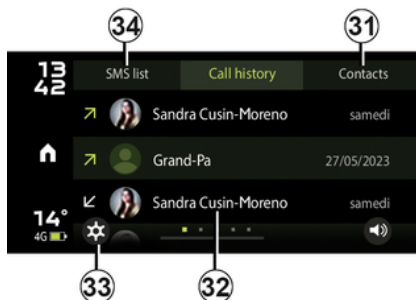 34
31
13
42
SMS list
Call history
Contacts
Sandra Cusin-Moreno
samedi
Grand-Pa
27/05/2023
Sandra Cusin-Moreno
samedi
14°
4G
33
32